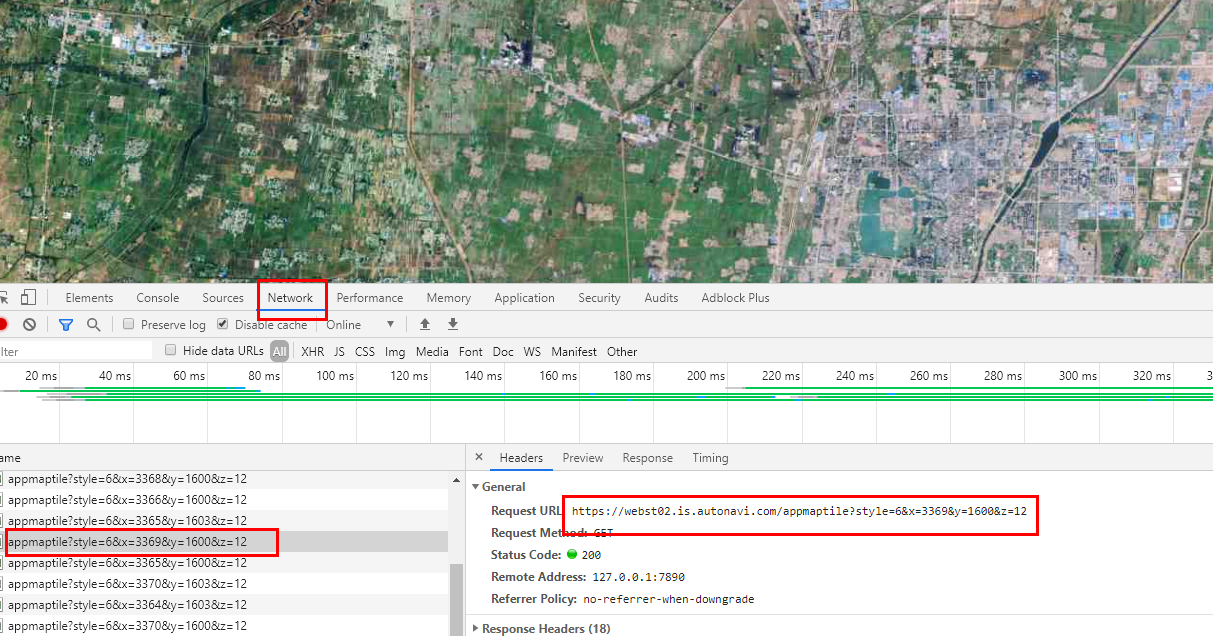 Elements Console Sources Network Performance Memory Application Security Audits Adblock Plus
Preserve log Disable cache Online ▼
lter Hide data URLs All XHR JS CSS Img Media Font Doc WS Manifest Other
20 ms 40 ms 60 ms 80 ms 100 ms 120 ms 140 ms 160 ms 180 ms 200 ms 220 ms 240 ms 260 ms 280 ms 300 ms 320 ms 3
ame
appmaptile?style=6&x=3368&y=1600&z=12
appmaptile?style=6&x=3366&y=1600&z=12
appmaptile?style=6&x=3365&y=1603&z=12
appmaptile?style=6&x=3369&y=1600&z=12
appmaptile?style=6&x=3365&y=1600&z=12
appmaptile?style=6&x=3370&y=1603&z=12
appmaptile?style=6&x=3364&y=1603&z=12
appmaptile?style=6&x=3370&y=1600&z=12
× Headers Preview Response Timing
▼ General
Request URL https://webst02.is.autonavi.com/appmaptile?style=6&x=3369&y=1600&z=12
Request Method: GET
Status Code: 200
Remote Address: 127.0.0.1:7890
Referrer Policy: no-referrer-when-downgrade
▶ Response Headers (18)